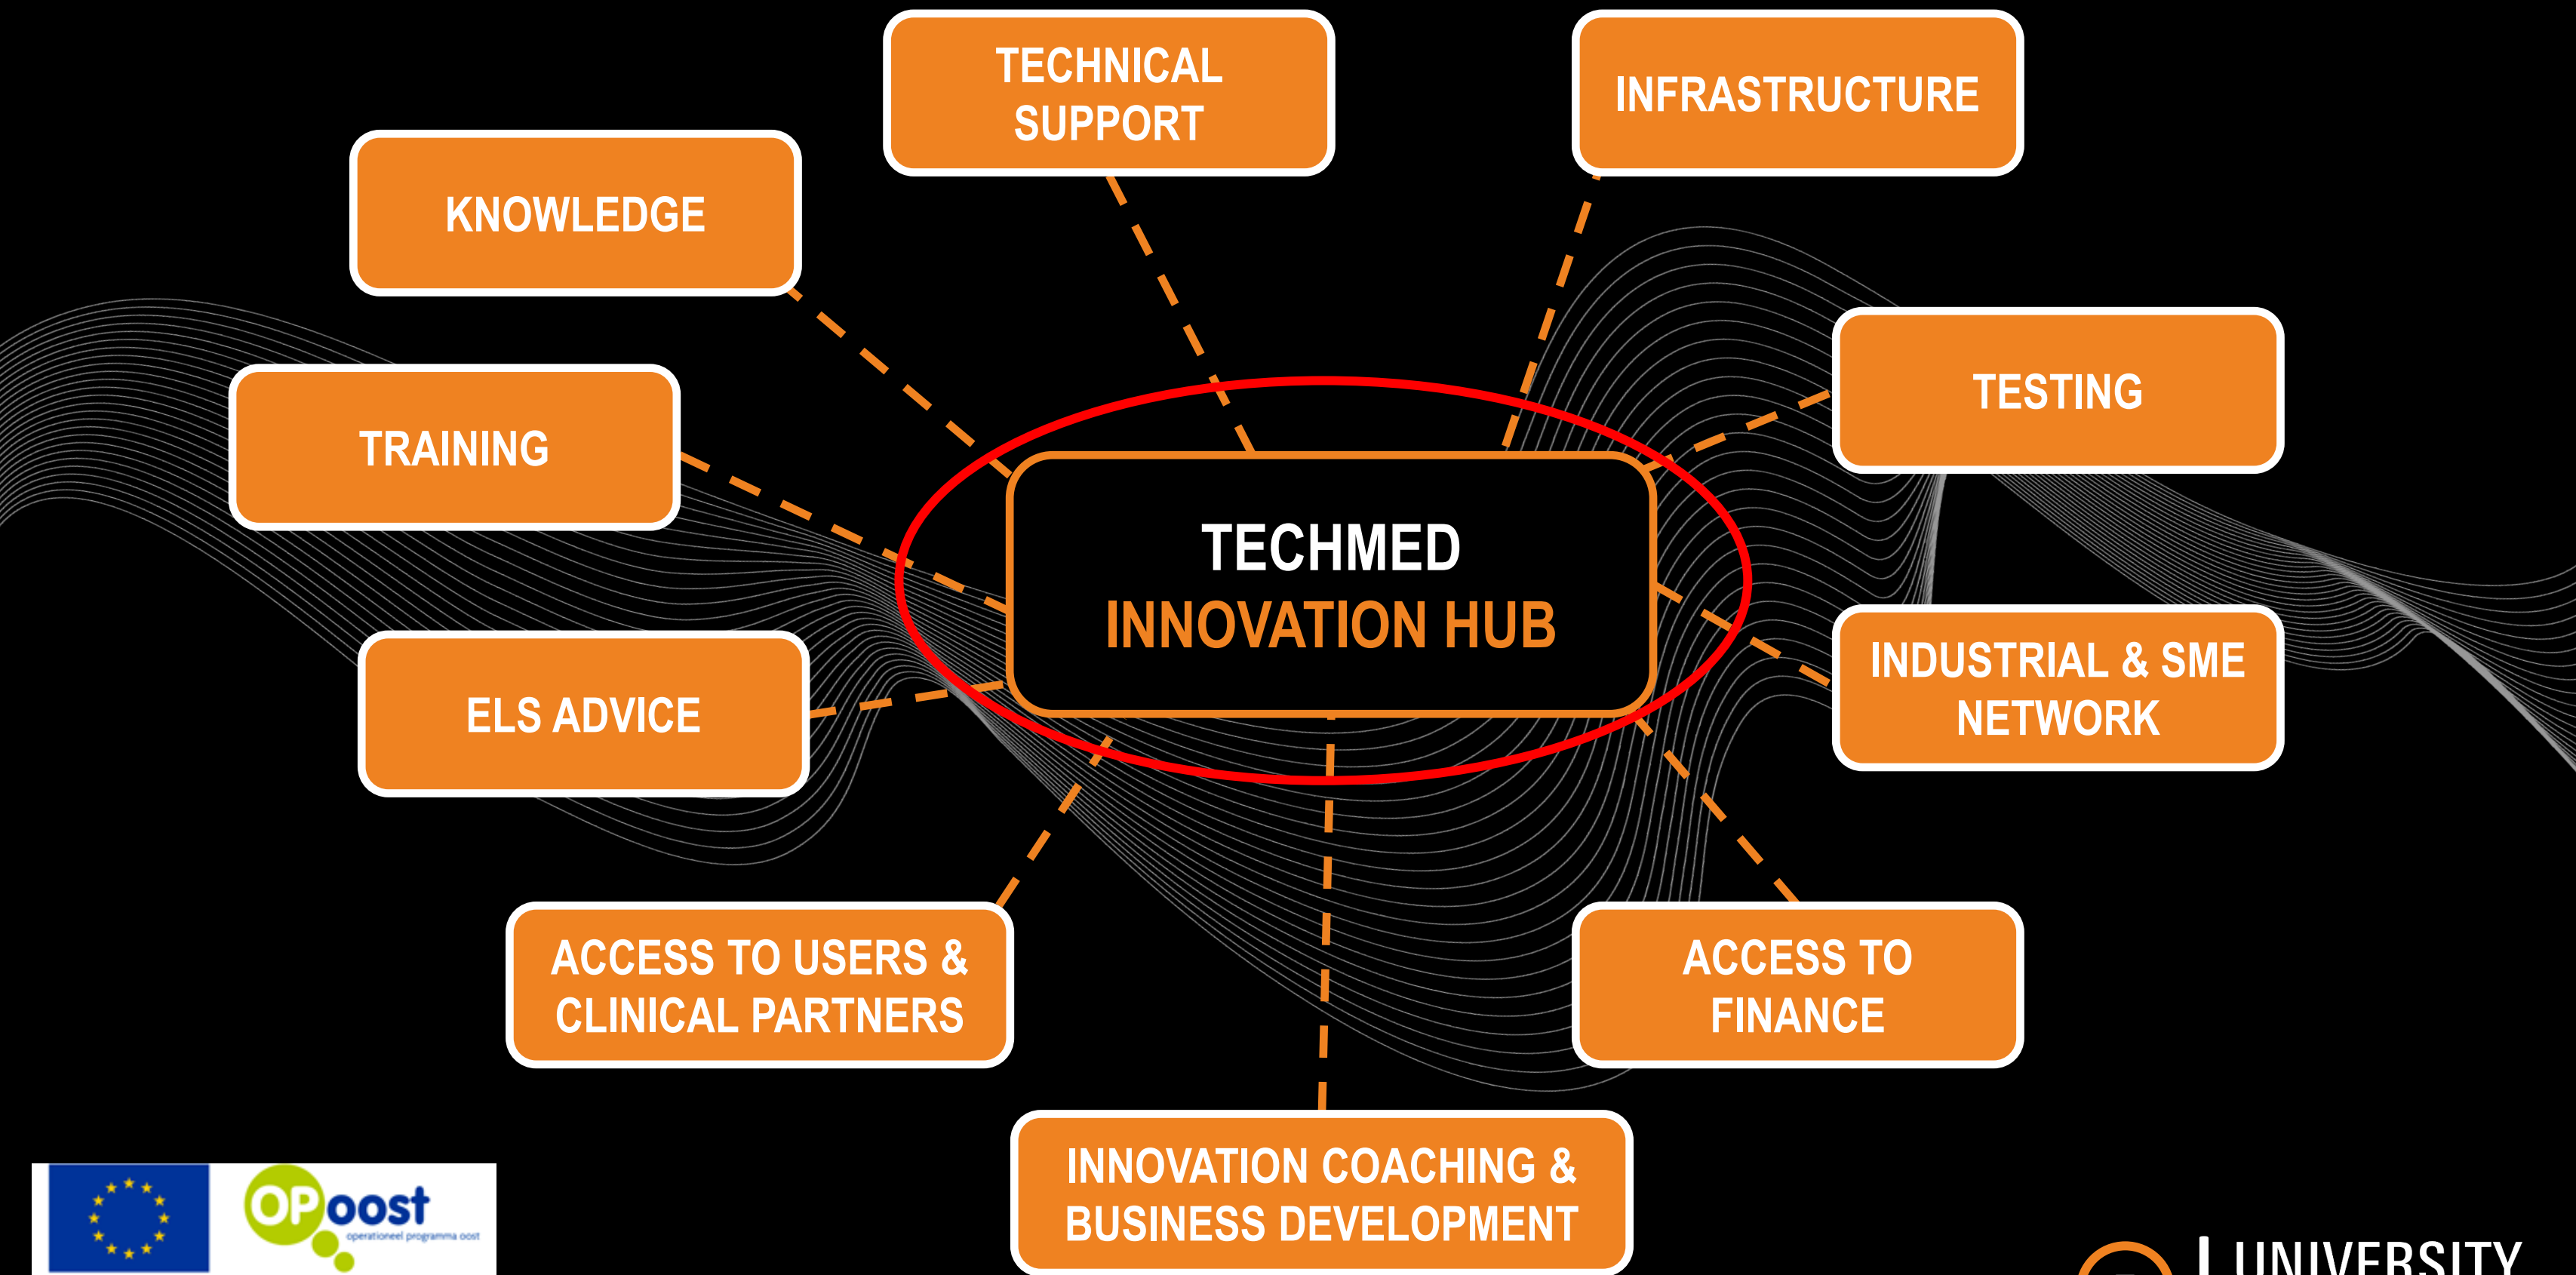 TECHNICAL
SUPPORT
INFRASTRUCTURE
KNOWLEDGE
TESTING
TRAINING
TECHMED
INNOVATION HUB
INDUSTRIAL & SME
NETWORK
ELS ADVICE
ACCESS TO USERS &
CLINICAL PARTNERS
ACCESS TO
FINANCE
INNOVATION COACHING &
BUSINESS DEVELOPMENT
OPoost
operationeel programma oost
UNIVERSITY